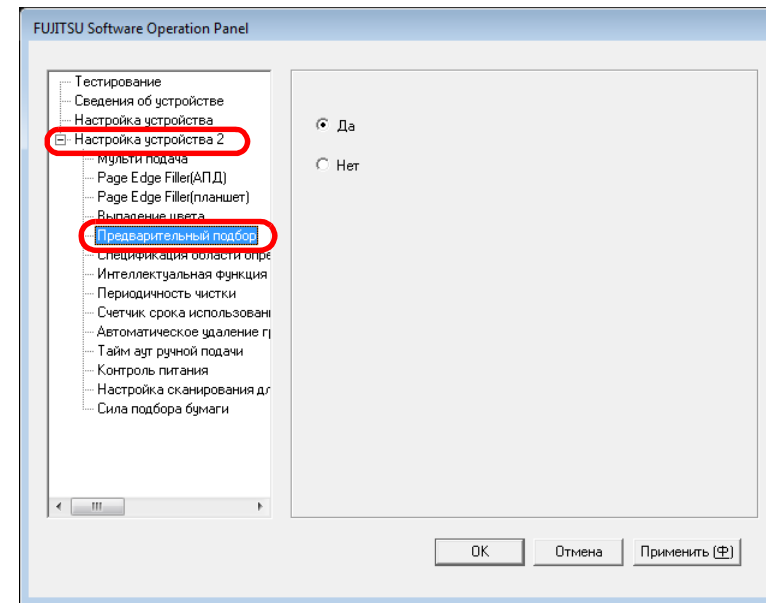 FUJITSU Software Operation Panel
Тестирование
Сведения об устройстве
Настройка устройства
Настройка устройства 2
Мульти подача
Page Edge Filler(АПД)
Page Edge Filler(планшет)
Выпадение цвета
Предварительный подбор
Спецификация области опре
Интеллектуальная функция
Периодичность чистки
Счетчик срока использовани
Автоматическое удаление гр
Тайм аут ручной подачи
Контроль питания
Настройка сканирования дл
Сила подбора бумаги
Да
Нет
OK
Отмена
Применить (Ф)